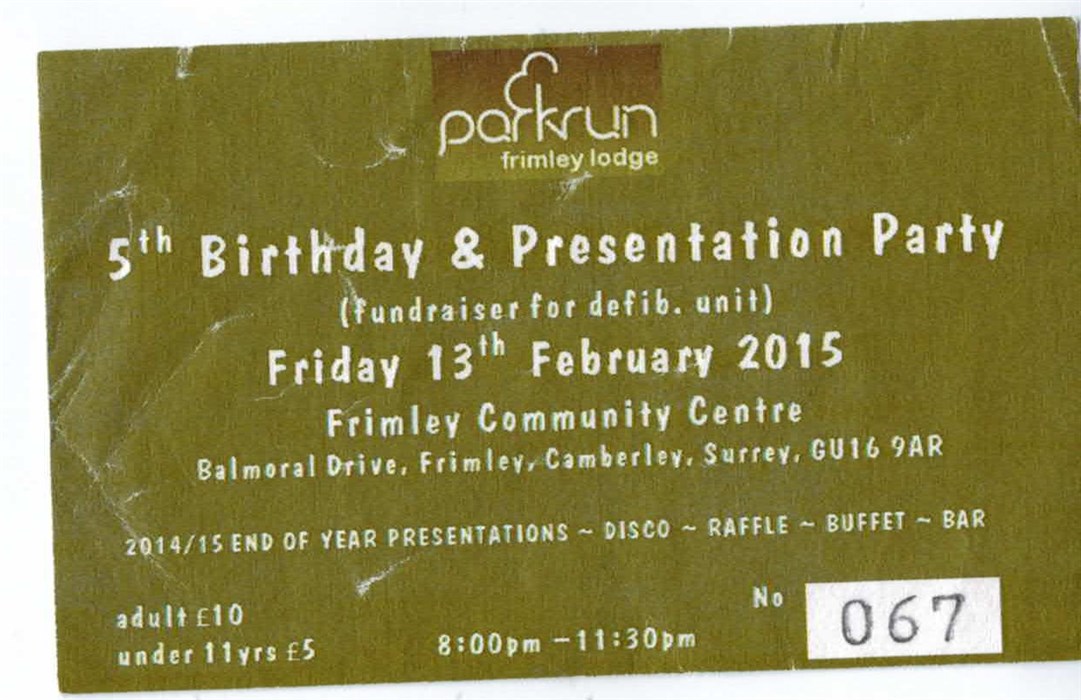 parkrun
frimley lodge
5th Birthday & Presentation Party
(fundraiser for defib. unit)
Friday 13th February 2015
Frimley Community Centre
Balmoral Drive, Frimley, Camberley, Surrey, GU16 9AR
2014/15 END OF YEAR PRESENTATIONS ~ DISCO ~ RAFFLE ~ BUFFET ~ BAR
adult £10
under 11yrs £5
8:00pm – 11:30pm
No 067